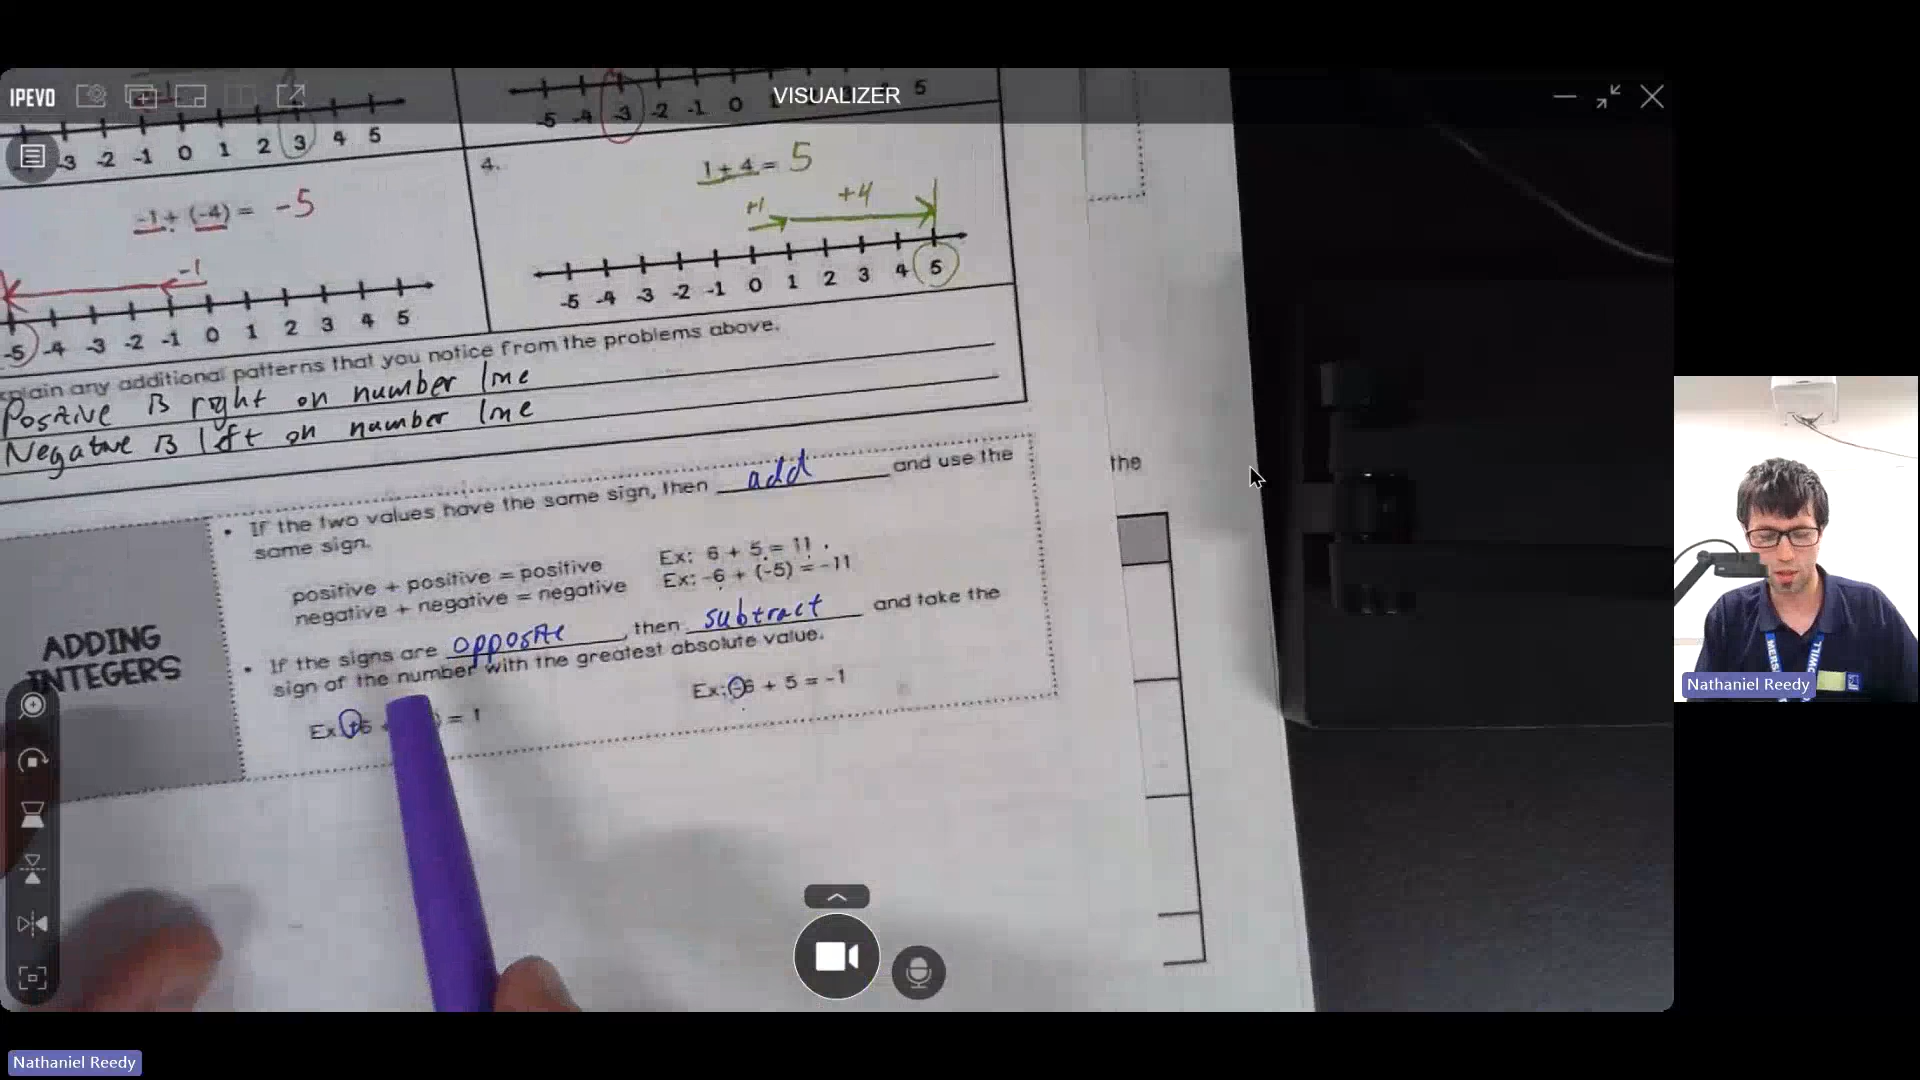 IPEVO
VISUALIZER
-3 -2 -1 0 1 2 3 4 5
-5 -4 -3 -2 -1 0 1 5
4.
1 + 4 = 5
+1 +4
-1 + (-4) = -5
-1
-5 -4 -3 -2 -1 0 1 2 3 4 5
-5 -4 -3 -2 -1 0 1 2 3 4 5
any additional patterns that you notice from the problems above.
Positive is right on number line
Negative is left on number line
ADDING
INTEGERS
• If the two values have the same sign, then add and use the
same sign.
positive + positive = positive Ex: 6 + 5 = 11
negative + negative = negative Ex: -6 + (-5) = -11
• If the signs are opposite, then subtract and take the
sign of the number with the greatest absolute value.
Ex: = 1
Ex: -6 + 5 = -1
the
Nathaniel Reedy
Nathaniel Reedy